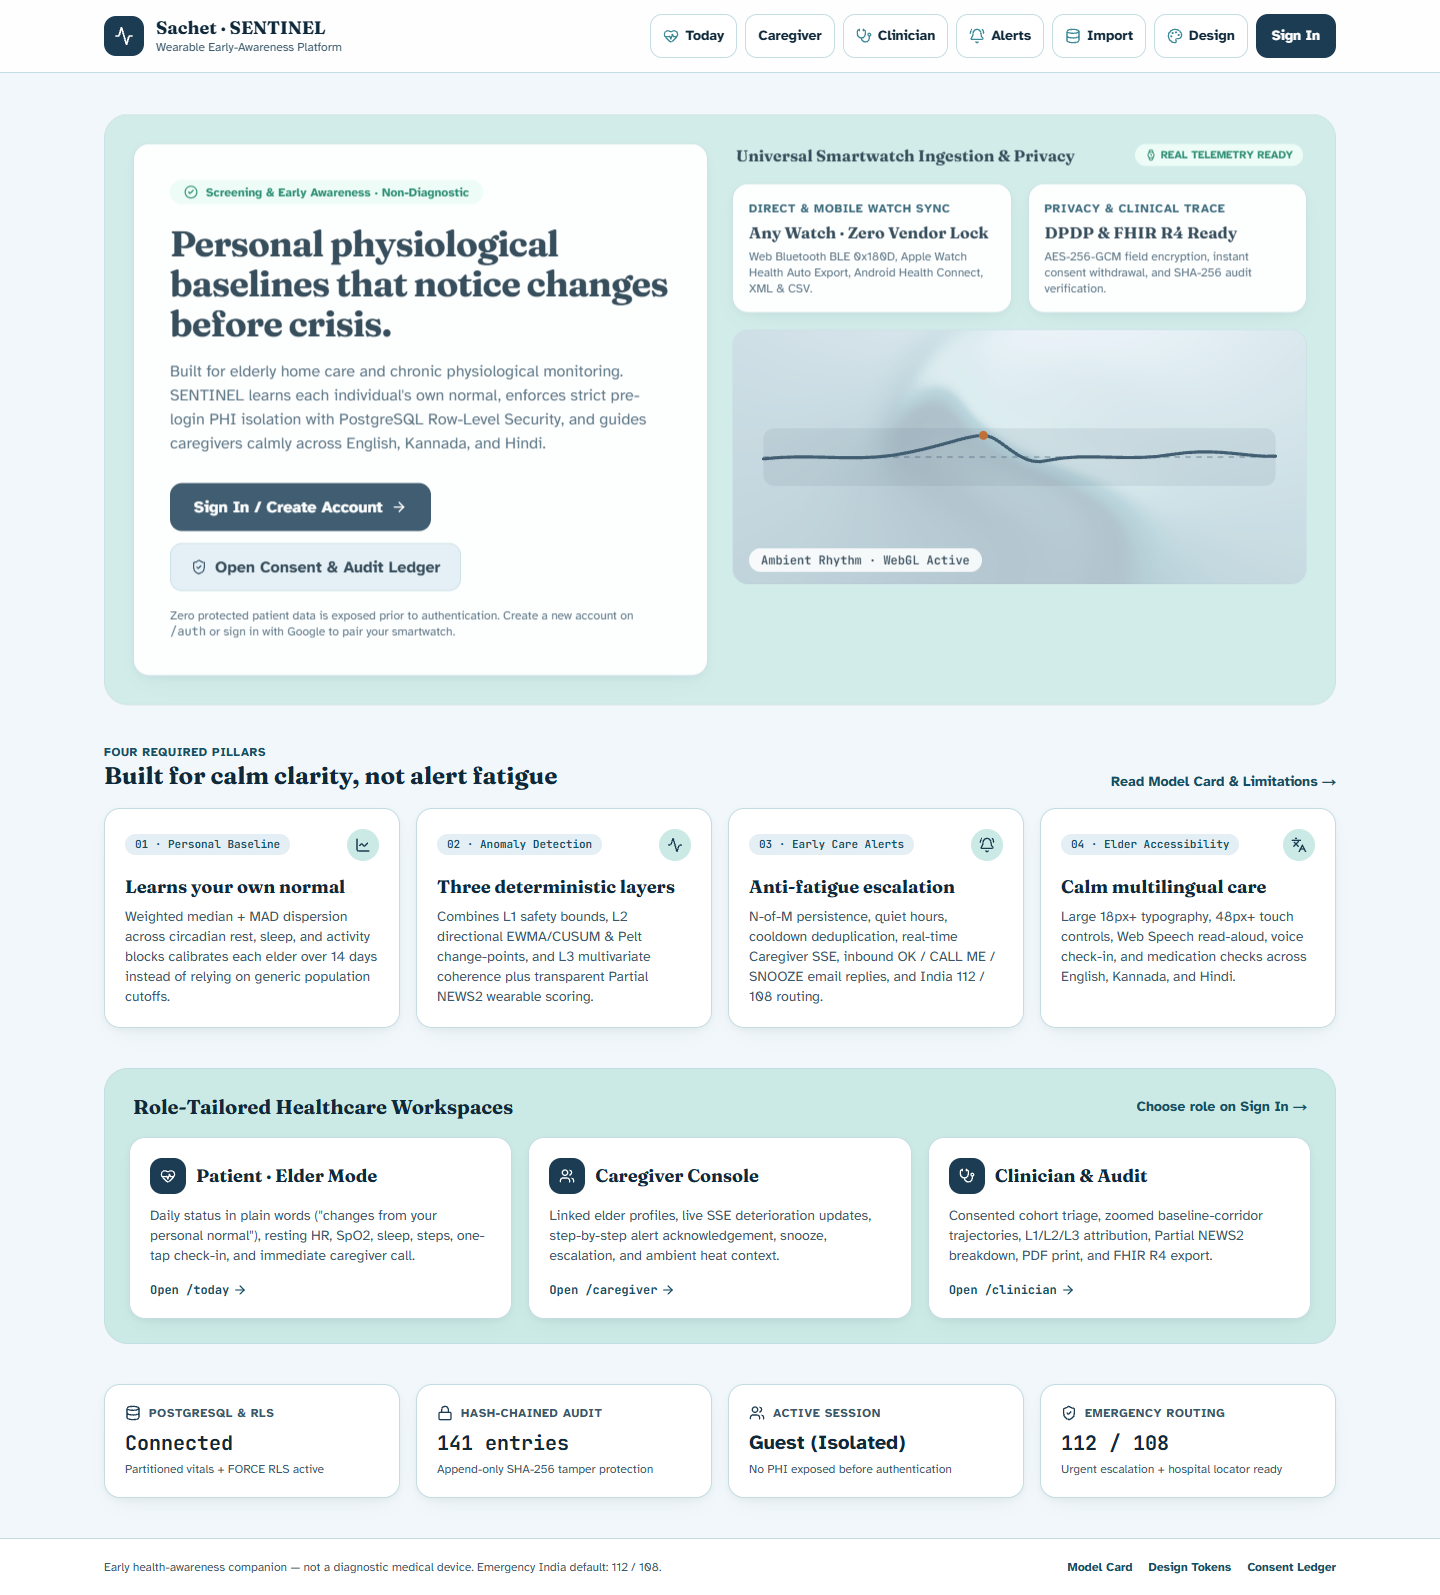 Sachet · SENTINEL
Wearable Early-Awareness Platform
Today
Caregiver
Clinician
Alerts
Import
Design
Sign In
Screening & Early Awareness · Non-Diagnostic
Personal physiological
baselines that notice changes
before crisis.
Built for elderly home care and chronic physiological monitoring.
SENTINEL learns each individual's own normal, enforces strict pre-
login PHI isolation with PostgreSQL Row-Level Security, and guides
caregivers calmly across English, Kannada, and Hindi.
Sign In / Create Account →
Open Consent & Audit Ledger
Zero protected patient data is exposed prior to authentication. Create a new account on
/auth or sign in with Google to pair your smartwatch.
Universal Smartwatch Ingestion & Privacy
REAL TELEMETRY READY
DIRECT & MOBILE WATCH SYNC
Any Watch · Zero Vendor Lock
Web Bluetooth BLE 0x180D, Apple Watch
Health Auto Export, Android Health Connect,
XML & CSV.
PRIVACY & CLINICAL TRACE
DPDP & FHIR R4 Ready
AES-256-GCM field encryption, instant
consent withdrawal, and SHA-256 audit
verification.
Ambient Rhythm · WebGL Active
FOUR REQUIRED PILLARS
Built for calm clarity, not alert fatigue
Read Model Card & Limitations →
01 · Personal Baseline
Learns your own normal
Weighted median + MAD dispersion
across circadian rest, sleep, and activity
blocks calibrates each elder over 14 days
instead of relying on generic population
cutoffs.
02 · Anomaly Detection
Three deterministic layers
Combines L1 safety bounds, L2
directional EWMA/CUSUM & Pelt
change-points, and L3 multivariate
coherence plus transparent Partial
NEWS2 wearable scoring.
03 · Early Care Alerts
Anti-fatigue escalation
N-of-M persistence, quiet hours,
cooldown deduplication, real-time
Caregiver SSE, inbound OK / CALL ME /
SNOOZE email replies, and India 112 /
108 routing.
04 · Elder Accessibility
Calm multilingual care
Large 18px+ typography, 48px+ touch
controls, Web Speech read-aloud, voice
check-in, and medication checks across
English, Kannada, and Hindi.
Role-Tailored Healthcare Workspaces
Choose role on Sign In →
Patient · Elder Mode
Daily status in plain words ("changes from your
personal normal"), resting HR, SpO2, sleep, steps, one-
tap check-in, and immediate caregiver call.
Open /today →
Caregiver Console
Linked elder profiles, live SSE deterioration updates,
step-by-step alert acknowledgement, snooze,
escalation, and ambient heat context.
Open /caregiver →
Clinician & Audit
Consented cohort triage, zoomed baseline-corridor
trajectories, L1/L2/L3 attribution, Partial NEWS2
breakdown, PDF print, and FHIR R4 export.
Open /clinician →
POSTGRESQL & RLS
Connected
Partitioned vitals + FORCE RLS active
HASH-CHAINED AUDIT
141 entries
Append-only SHA-256 tamper protection
ACTIVE SESSION
Guest (Isolated)
No PHI exposed before authentication
EMERGENCY ROUTING
112 / 108
Urgent escalation + hospital locator ready
Early health-awareness companion — not a diagnostic medical device. Emergency India default: 112 / 108.
Model Card
Design Tokens
Consent Ledger